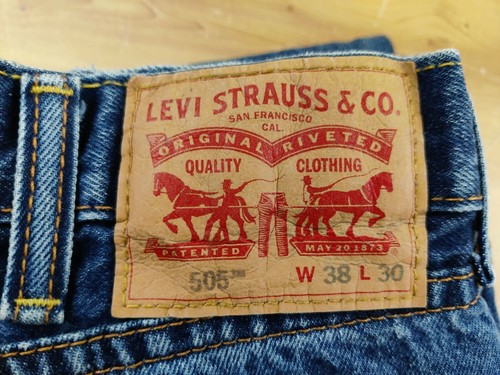 LEVI STRAUSS & CO.
SAN FRANCISCO
CAL.
ORIGINAL RIVETED
QUALITY CLOTHING
PATENTED MAY 20 1873
505™ W 38 L 30